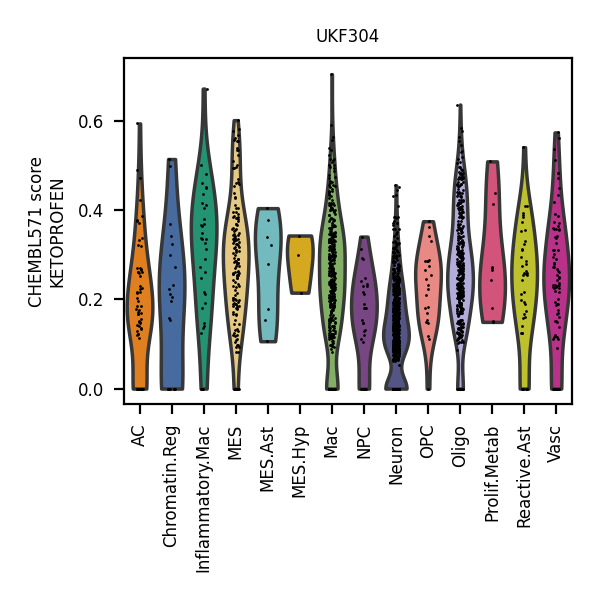 UKF304
CHEMBL571 score
KETOPROFEN
0.6
0.4
0.2
0.0
AC
Chromatin.Reg
Inflammatory.Mac
MES
MES.Ast
MES.Hyp
Mac
NPC
Neuron
OPC
Oligo
Prolif.Metab
Reactive.Ast
Vasc